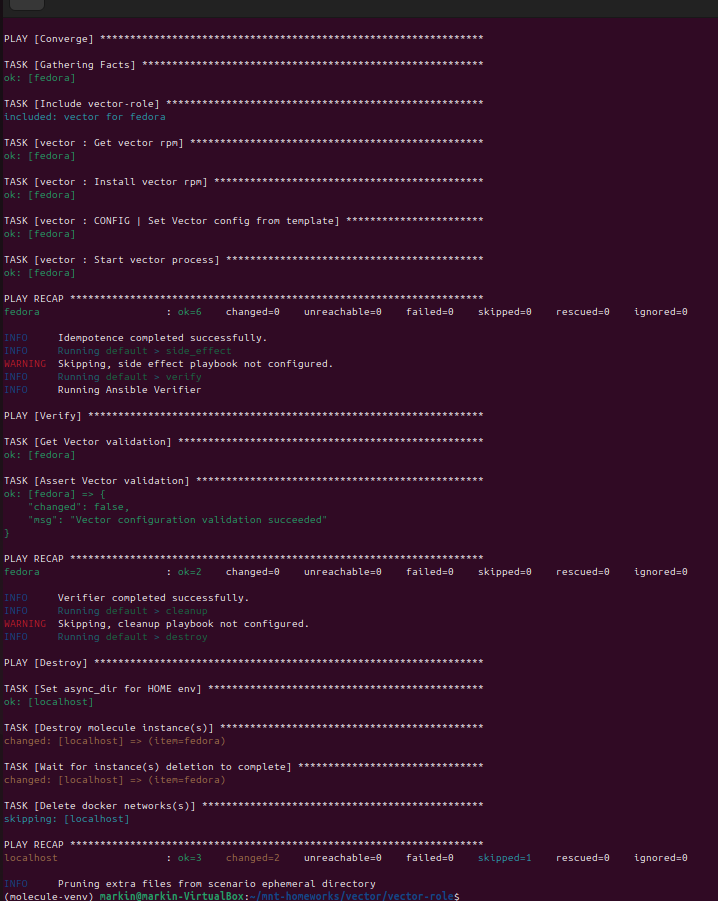 PLAY [Converge] ****************************************************************
TASK [Gathering Facts] *********************************************************
ok: [fedora]
TASK [Include vector-role] *****************************************************
included: vector for fedora
TASK [vector : Get vector rpm] *************************************************
ok: [fedora]
TASK [vector : Install vector rpm] *********************************************
ok: [fedora]
TASK [vector : CONFIG | Set Vector config from template] ***********************
ok: [fedora]
TASK [vector : Start vector process] *******************************************
ok: [fedora]
PLAY RECAP *********************************************************************
fedora                     : ok=6    changed=0    unreachable=0    failed=0    skipped=0    rescued=0    ignored=0
INFO     Idempotence completed successfully.
INFO     Running default > side_effect
WARNING  Skipping, side effect playbook not configured.
INFO     Running default > verify
INFO     Running Ansible Verifier
PLAY [Verify] ******************************************************************
TASK [Get Vector validation] ***************************************************
ok: [fedora]
TASK [Assert Vector validation] ************************************************
ok: [fedora] => {
    "changed": false,
    "msg": "Vector configuration validation succeeded"
}
PLAY RECAP *********************************************************************
fedora                     : ok=2    changed=0    unreachable=0    failed=0    skipped=0    rescued=0    ignored=0
INFO     Verifier completed successfully.
INFO     Running default > cleanup
WARNING  Skipping, cleanup playbook not configured.
INFO     Running default > destroy
PLAY [Destroy] *****************************************************************
TASK [Set async_dir for HOME env] **********************************************
ok: [localhost]
TASK [Destroy molecule instance(s)] ********************************************
changed: [localhost] => (item=fedora)
TASK [Wait for instance(s) deletion to complete] *******************************
changed: [localhost] => (item=fedora)
TASK [Delete docker networks(s)] ***********************************************
skipping: [localhost]
PLAY RECAP *********************************************************************
localhost                  : ok=3    changed=2    unreachable=0    failed=0    skipped=1    rescued=0    ignored=0
INFO     Pruning extra files from scenario ephemeral directory
(molecule-venv) markin@markin-VirtualBox:~/mnt-homeworks/vector/vector-role$